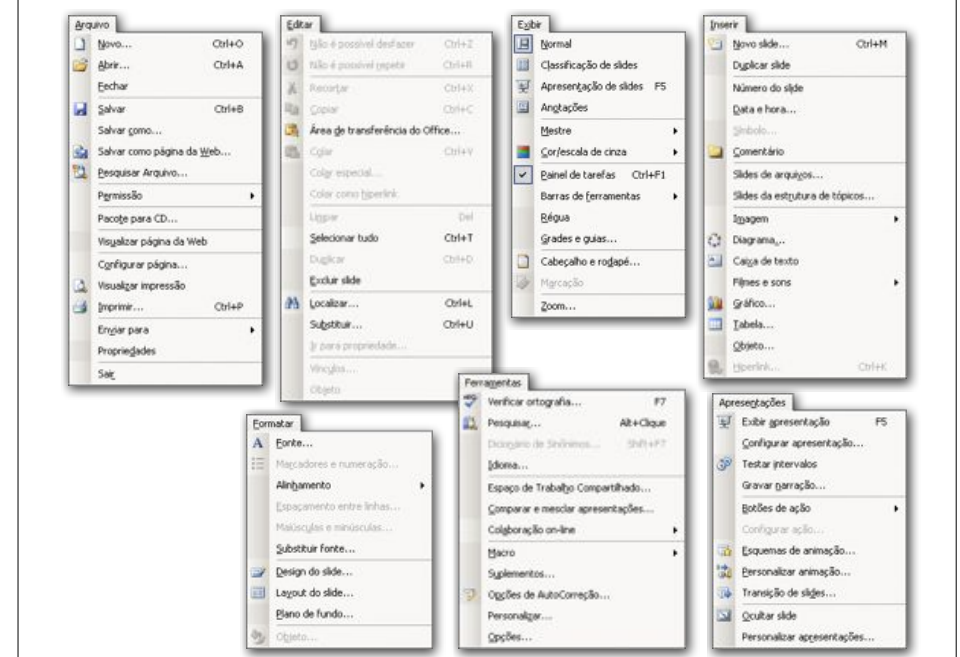 Arquivo
Novo... Ctrl+O
Abrir... Ctrl+A
Fechar
Salvar Ctrl+B
Salvar como...
Salvar como página da Web...
Pesquisar Arquivo...
Permissão
Pacote para CD...
Visualizar página da Web
Configurar página...
Visualizar impressão
Imprimir... Ctrl+P
Enviar para
Propriedades
Sair
Editar
Não é possível desfazer Ctrl+Z
Não é possível repetir Ctrl+R
Recortar Ctrl+X
Copiar Ctrl+C
Área de transferência do Office...
Colar Ctrl+V
Colar especial...
Colar como hiperlink
Limpar Del
Selecionar tudo Ctrl+T
Duplicar Ctrl+D
Excluir slide
Localizar... Ctrl+L
Substituir... Ctrl+U
Ir para propriedade...
Vínculos...
Objeto
Exibir
Normal
Classificação de slides
Apresentação de slides F5
Anotações
Mestre
Cor/escala de cinza
Painel de tarefas Ctrl+F1
Barras de ferramentas
Régua
Grades e guias...
Cabeçalho e rodapé...
Marcação
Zoom...
Inserir
Novo slide... Ctrl+M
Duplicar slide
Número do slide
Data e hora...
Símbolo...
Comentário
Slides de arquivos...
Slides da estrutura de tópicos...
Imagem
Diagrama...
Caixa de texto
Filmes e sons
Gráfico...
Tabela...
Objeto...
Hiperlink... Ctrl+K
Formatar
Fonte...
Marcadores e numeração...
Alinhamento
Espaçamento entre linhas...
Maiúsculas e minúsculas...
Substituir fonte...
Design do slide...
Layout do slide...
Plano de fundo...
Objeto...
Ferramentas
Verificar ortografia... F7
Pesquisar... Alt+Clique
Dicionário de Sinônimos... Shift+F7
Idioma...
Espaço de Trabalho Compartilhado...
Comparar e mesclar apresentações...
Colaboração on-line
Macro
Suplementos...
Opções de AutoCorreção...
Personalizar...
Opções...
Apresentações
Exibir apresentação F5
Configurar apresentação...
Testar intervalos
Gravar narração...
Botões de ação
Configurar ação...
Esquemas de animação...
Personalizar animação...
Transição de slides...
Ocultar slide
Personalizar apresentações...